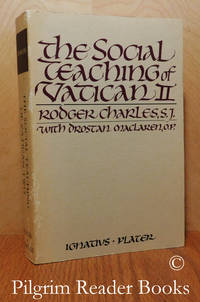 the Social
teaching of
Vatican II
RODGER CHARLES, S.J.
WITH DROSTAN MACLAREN, O.P.
IGNATIUS • PLATER
Pilgrim Reader Books ©